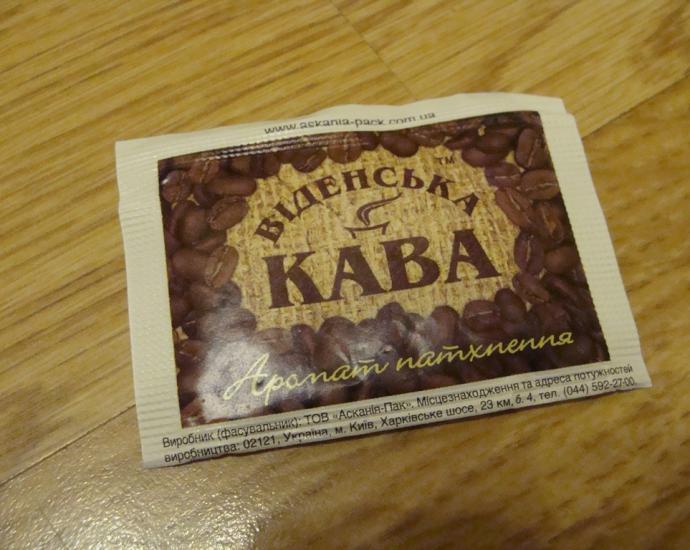 www.askania-pack.com.ua
ВІДЕНСЬКА™
КАВА
Аромат натхнення
Виробник (фасувальник): ТОВ «Асканія-Пак». Місцезнаходження та адреса потужностей
виробництва: 02121, Україна, м. Київ, Харківське шосе, 23 км, б. 4, тел. (044) 592-27-00.